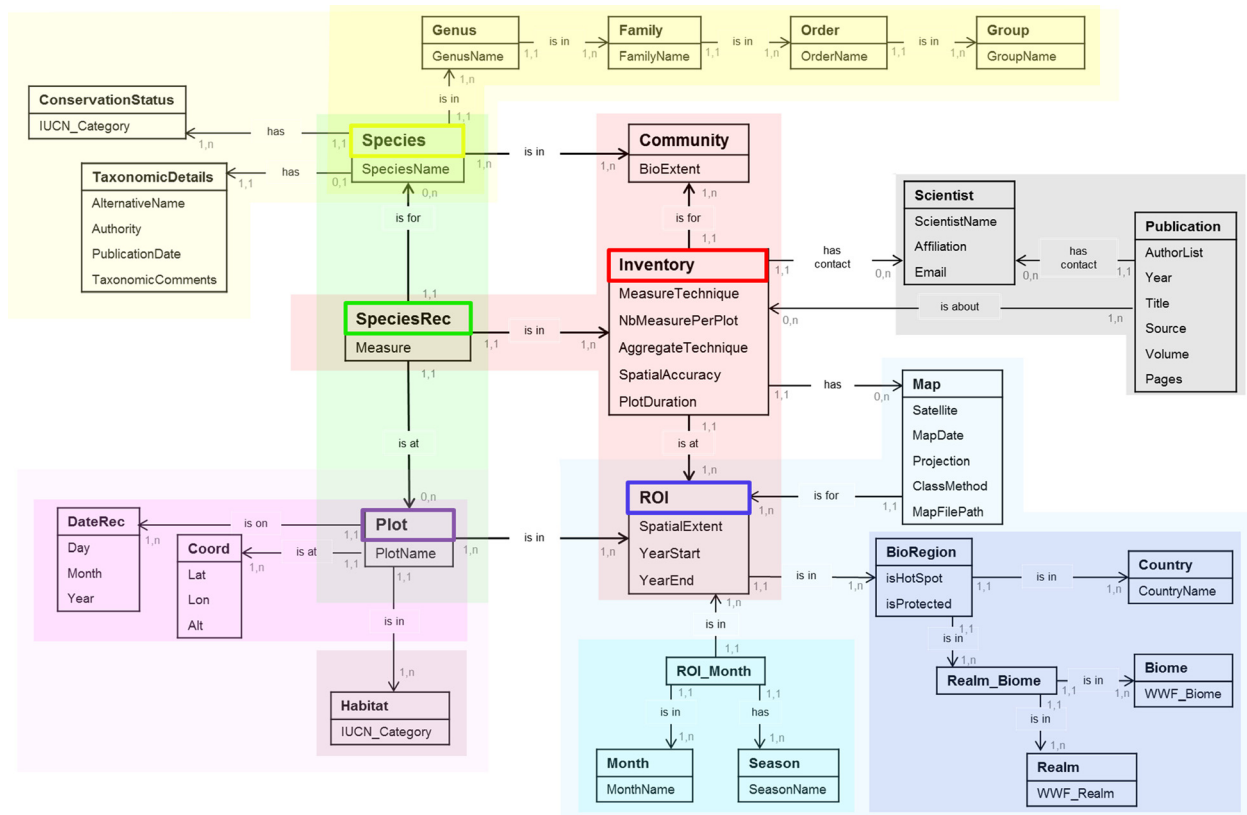 Genus
GenusName
is in
1,1
1,n
Family
FamilyName
is in
1,1
1,n
Order
OrderName
is in
1,1
1,n
Group
GroupName
1,n
is in
1,1
ConservationStatus
IUCN_Category
has
1,n
1,1
Species
SpeciesName
is in
1,n
1,n
Community
BioExtent
TaxonomicDetails
AlternativeName
Authority
PublicationDate
TaxonomicComments
has
1,1
0,1
0,n
is for
1,1
1,n
is for
1,1
Scientist
ScientistName
Affiliation
Email
Publication
AuthorList
Year
Title
Source
Volume
Pages
Inventory
MeasureTechnique
NbMeasurePerPlot
AggregateTechnique
SpatialAccuracy
PlotDuration
has
contact
1,1
0,n
has
contact
0,n
1,1
is about
0,n
1,n
SpeciesRec
Measure
is in
1,1
1,n
1,1
is at
0,n
has
1,1
0,n
Map
Satellite
MapDate
Projection
ClassMethod
MapFilePath
1,1
is at
1,n
is for
1,n
1,1
ROI
SpatialExtent
YearStart
YearEnd
DateRec
Day
Month
Year
is on
1,n
1,1
Coord
Lat
Lon
Alt
is at
1,n
1,1
Plot
PlotName
is in
1,n
1,n
1,1
is in
1,n
Habitat
IUCN_Category
is in
1,1
1,n
BioRegion
isHotSpot
isProtected
is in
1,1
1,n
Country
CountryName
1,1
is in
1,n
Realm_Biome
is in
1,1
1,n
Biome
WWF_Biome
1,1
is in
1,n
Realm
WWF_Realm
1,n
is in
1,1
ROI_Month
1,1
is in
1,n
1,1
has
1,n
Month
MonthName
Season
SeasonName